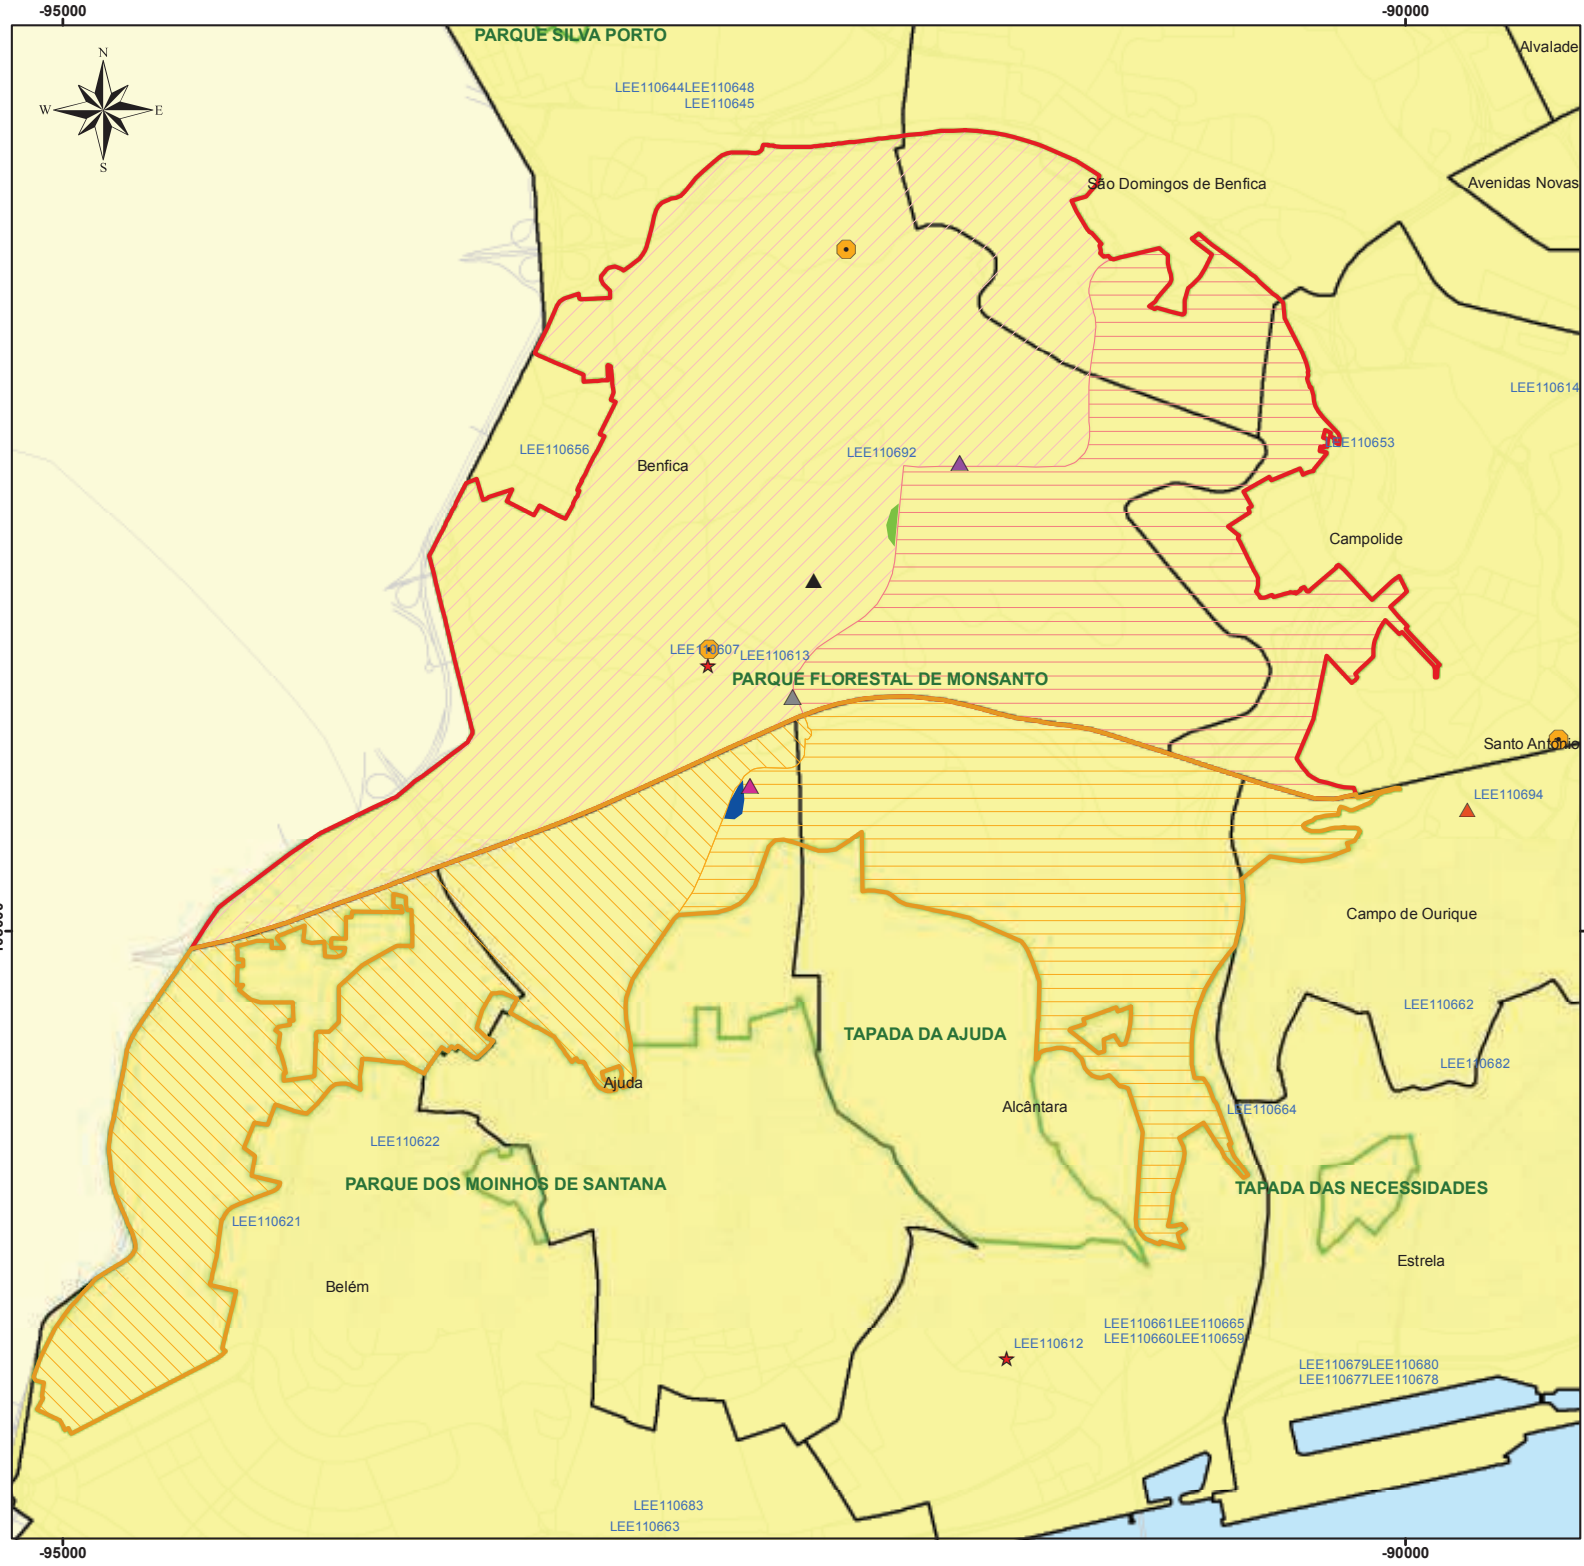 -95000
-90000
PARQUE SILVA PORTO
Alvalade
N
W
E
S
LEE110644LEE110648
LEE110645
São Domingos de Benfica
Avenidas Novas
LEE110614
LEE110656
Benfica
LEE110692
LEE110653
Campolide
LEE110607
LEE110613
PARQUE FLORESTAL DE MONSANTO
Santo António
LEE110694
Campo de Ourique
LEE110662
TAPADA DA AJUDA
LEE110682
Ajuda
Alcântara
LEE110664
LEE110622
PARQUE DOS MOINHOS DE SANTANA
TAPADA DAS NECESSIDADES
LEE110621
Estrela
Belém
LEE110661LEE110665
LEE110660LEE110659
LEE110612
LEE110679LEE110680
LEE110677LEE110678
LEE110683
LEE110663
-95000
-90000